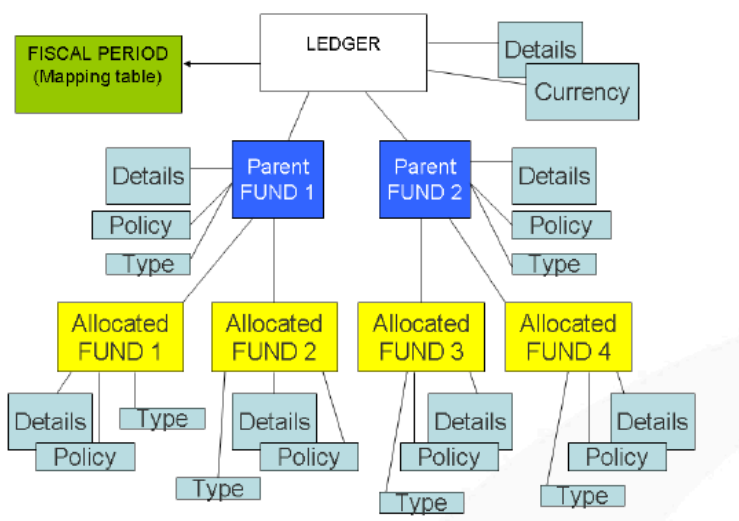 LEDGER
FISCAL PERIOD
(Mapping table)
Details
Currency
Parent
FUND 1
Parent
FUND 2
Details
Policy
Type
Details
Policy
Type
Allocated
FUND 1
Allocated
FUND 2
Allocated
FUND 3
Allocated
FUND 4
Details
Policy
Type
Details
Policy
Type
Details
Policy
Type
Details
Policy
Type